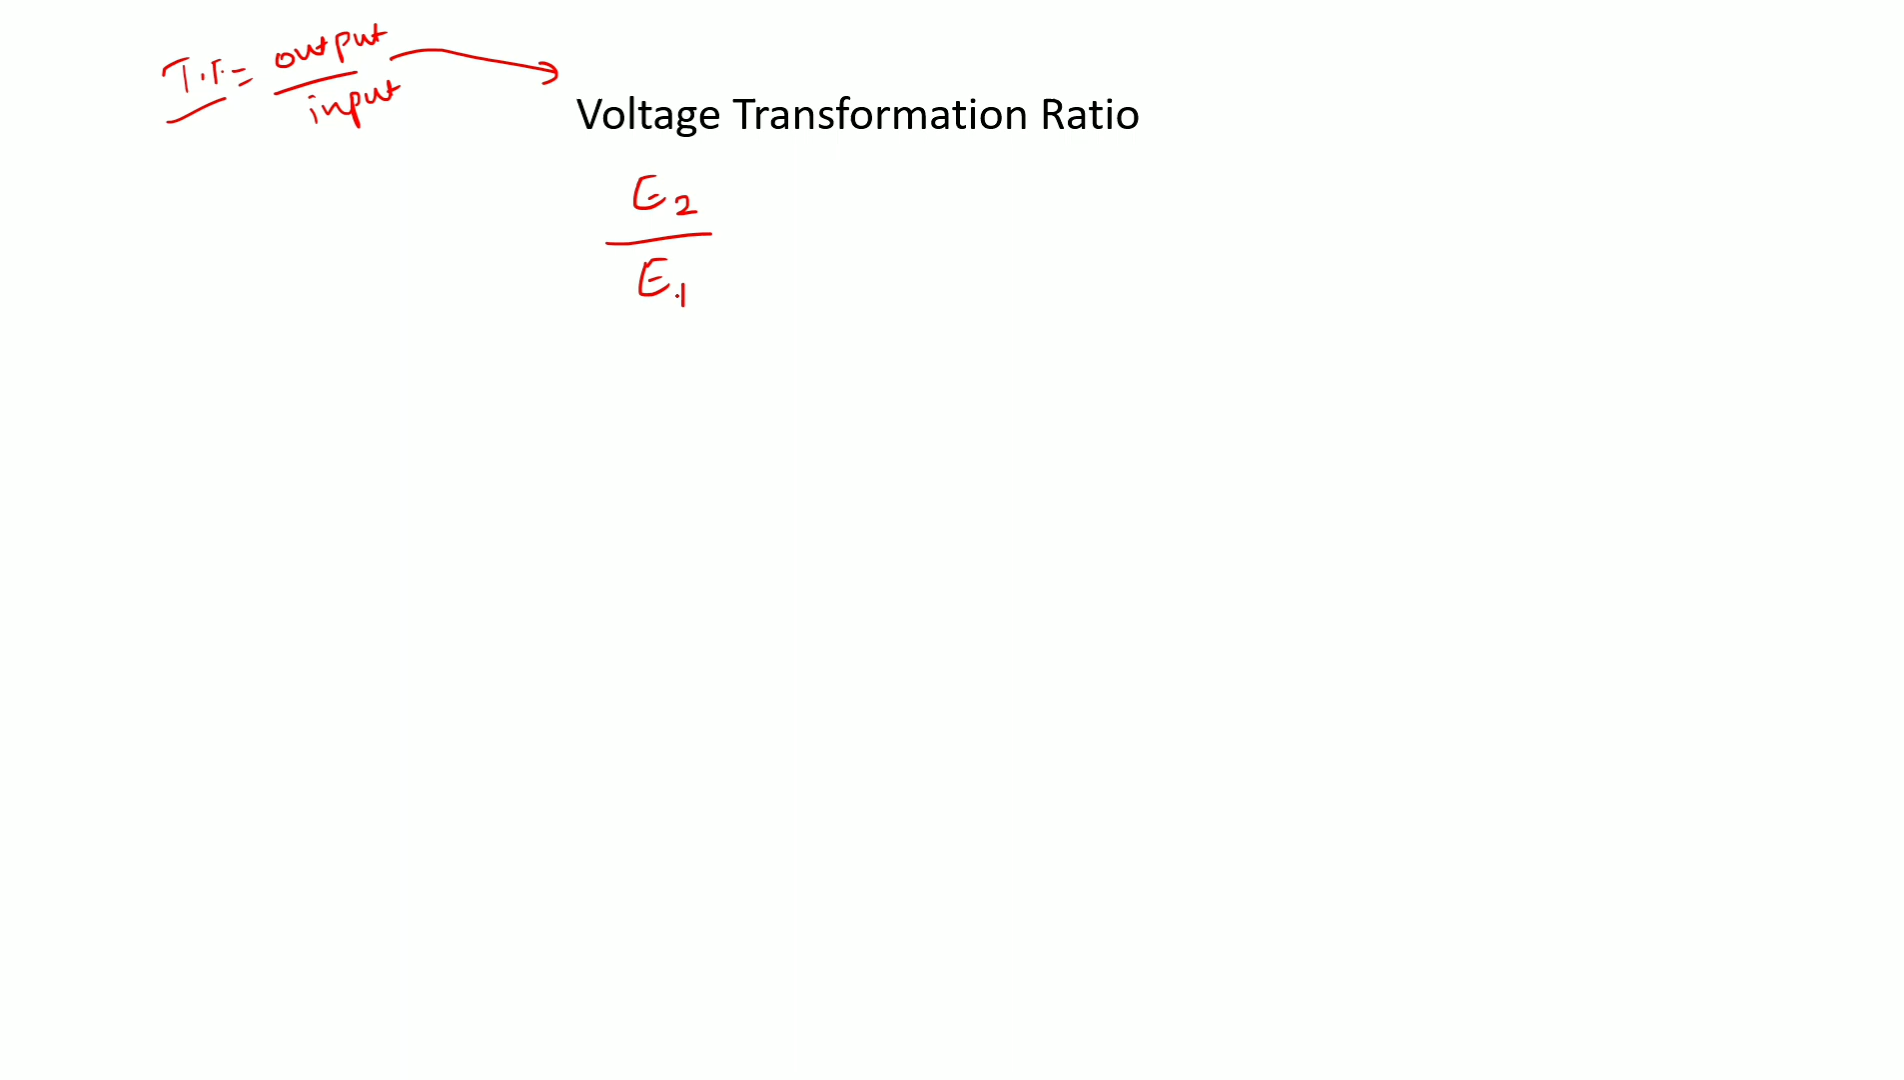 T.F. = output
input
Voltage Transformation Ratio
E2
E1